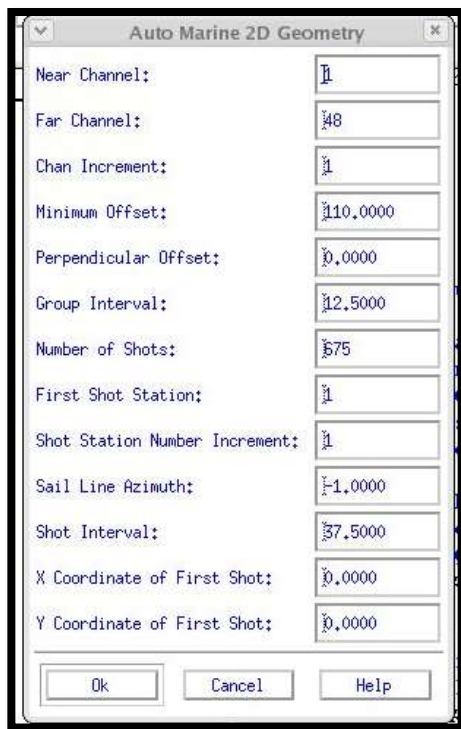 Auto Marine 2D Geometry
Near Channel: 1
Far Channel: 48
Chan Increment: 1
Minimum Offset: 110.0000
Perpendicular Offset: 0.0000
Group Interval: 12.5000
Number of Shots: 675
First Shot Station: 1
Shot Station Number Increment: 1
Sail Line Azimuth: -1.0000
Shot Interval: 37.5000
X Coordinate of First Shot: 0.0000
Y Coordinate of First Shot: 0.0000
Ok Cancel Help